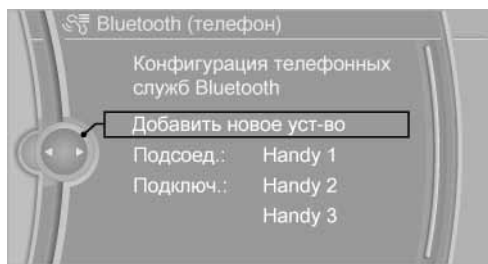 Bluetooth (телефон)
Конфигурация телефонных
служб Bluetooth
Добавить новое уст-во
Подсоед.: Handy 1
Подключ.: Handy 2
Handy 3